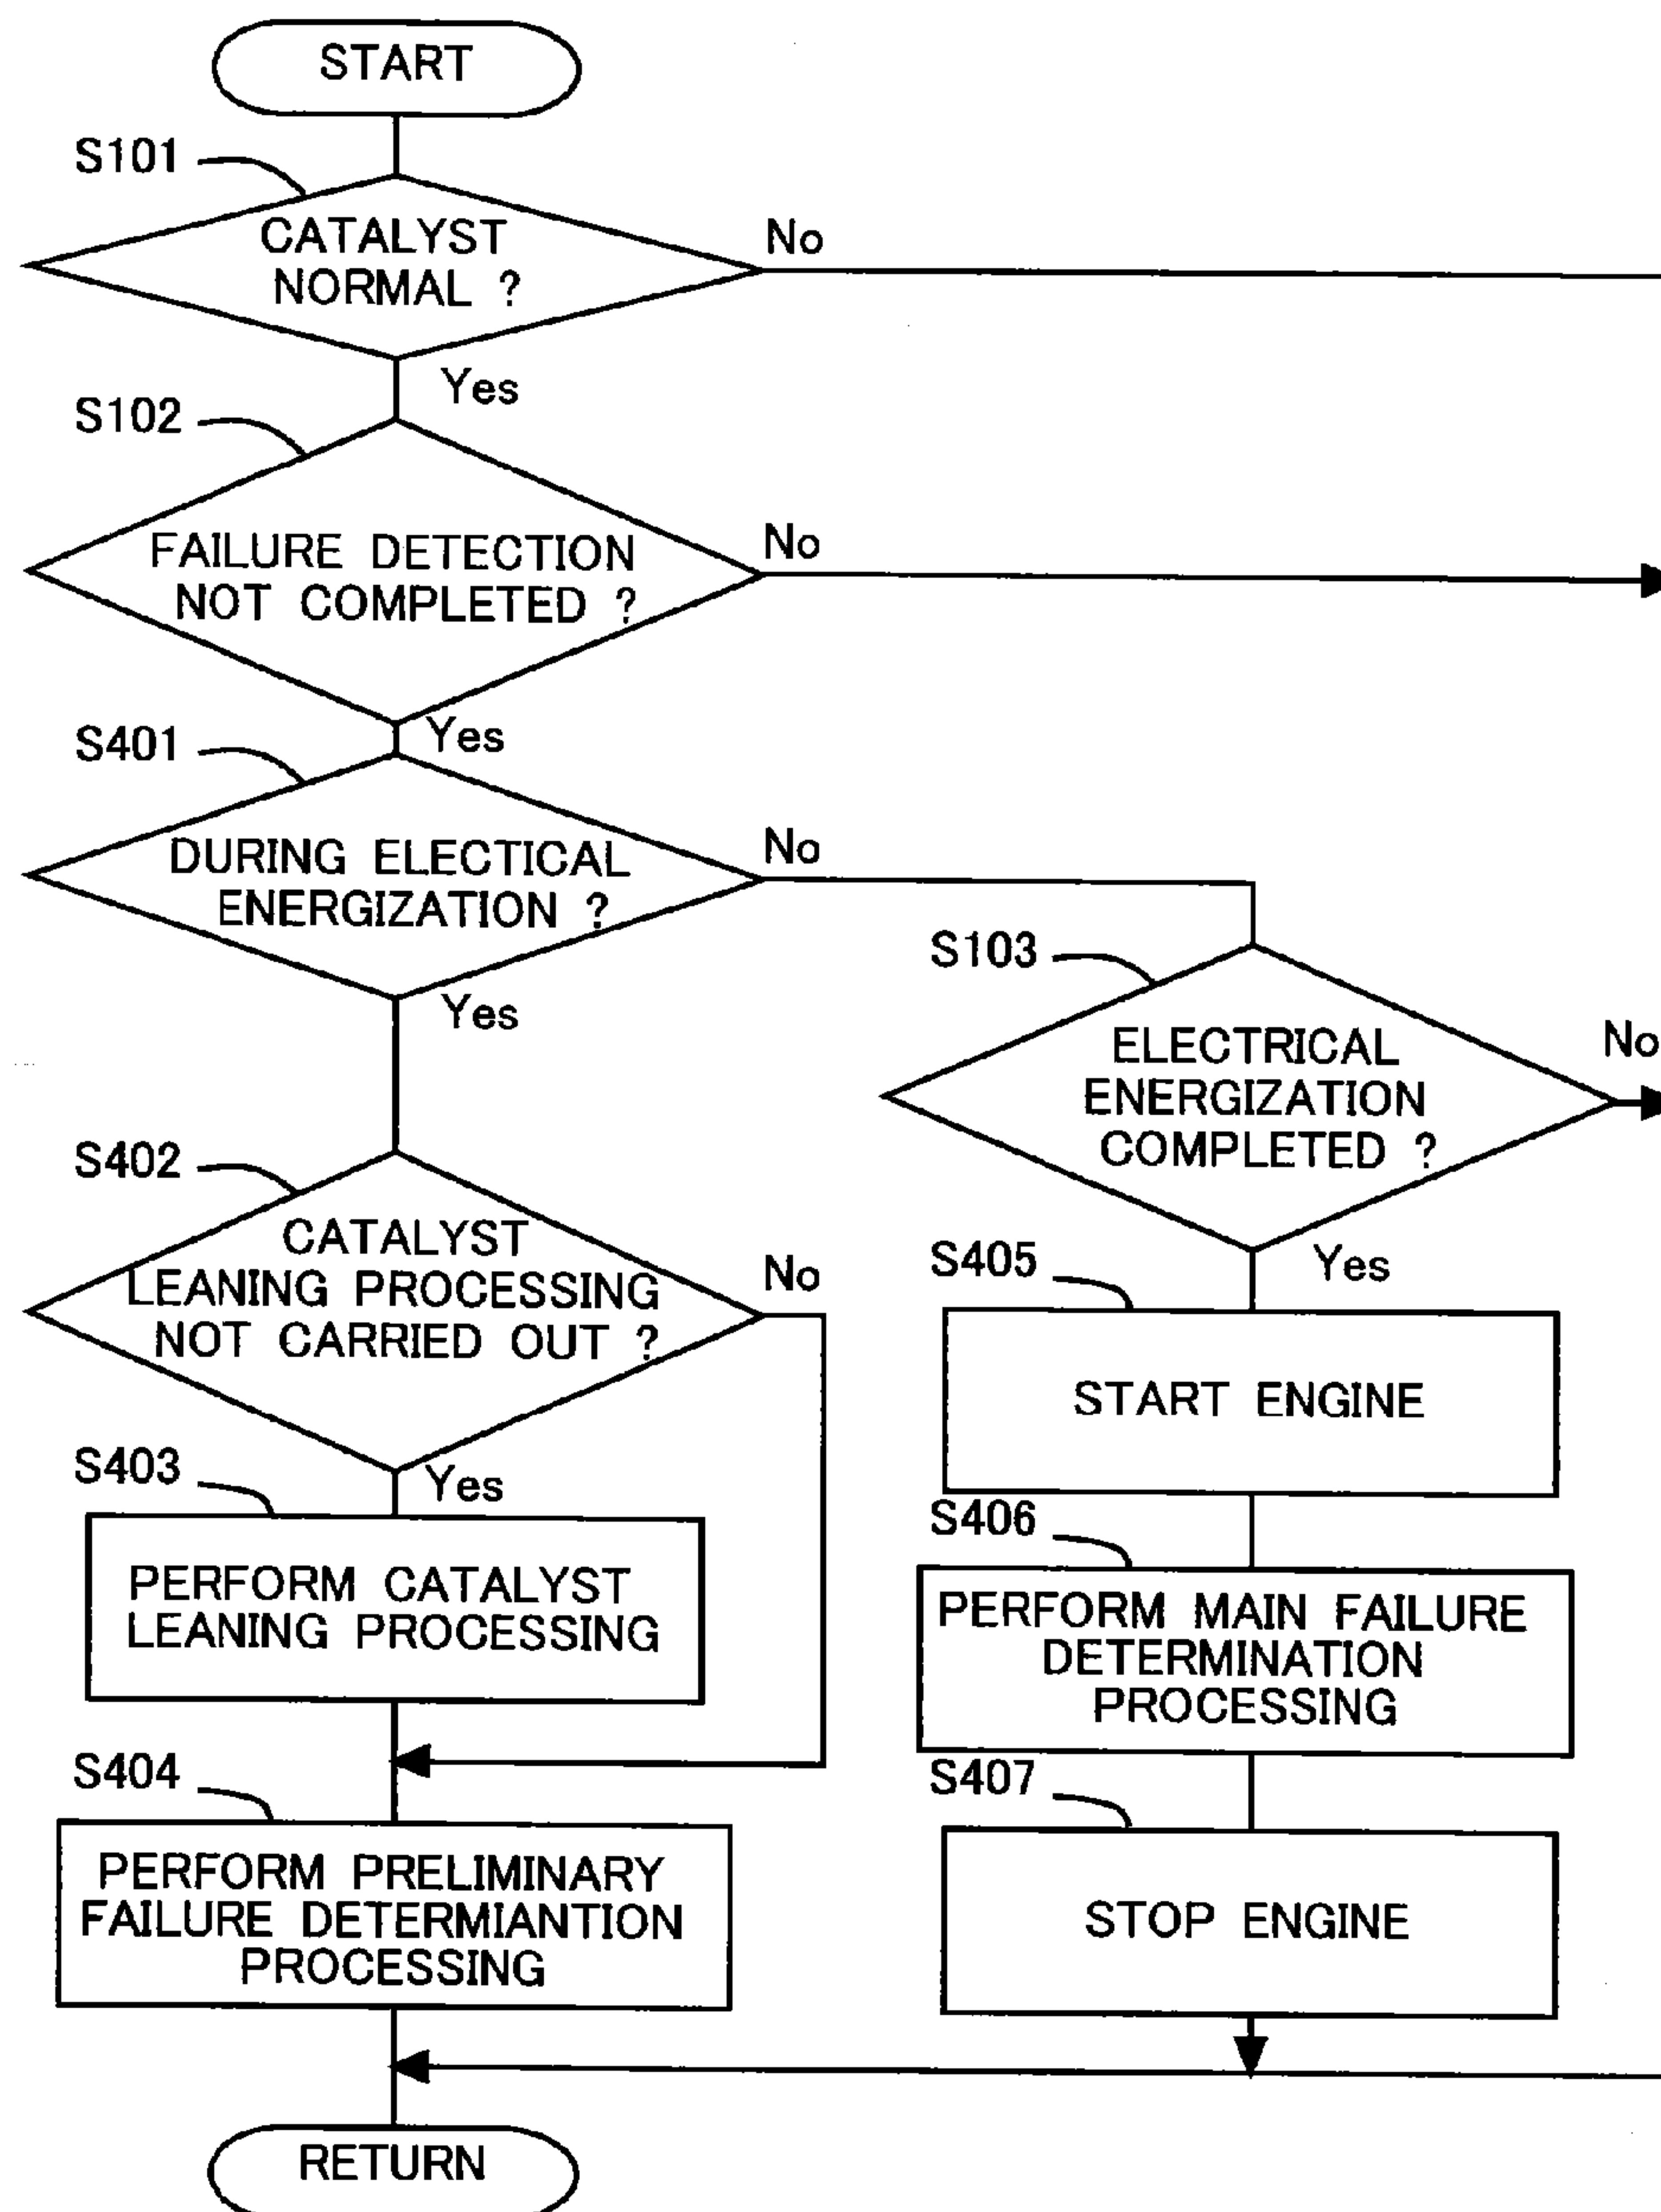 START
S101
CATALYST
NORMAL ?
No
Yes
S102
FAILURE DETECTION
NOT COMPLETED ?
No
Yes
S401
DURING ELECTICAL
ENERGIZATION ?
No
Yes
S103
ELECTRICAL
ENERGIZATION
COMPLETED ?
No
Yes
S402
CATALYST
LEANING PROCESSING
NOT CARRIED OUT ?
No
Yes
S403
PERFORM CATALYST
LEANING PROCESSING
S404
PERFORM PRELIMINARY
FAILURE DETERMIANTION
PROCESSING
S405
START ENGINE
S406
PERFORM MAIN FAILURE
DETERMINATION
PROCESSING
S407
STOP ENGINE
RETURN